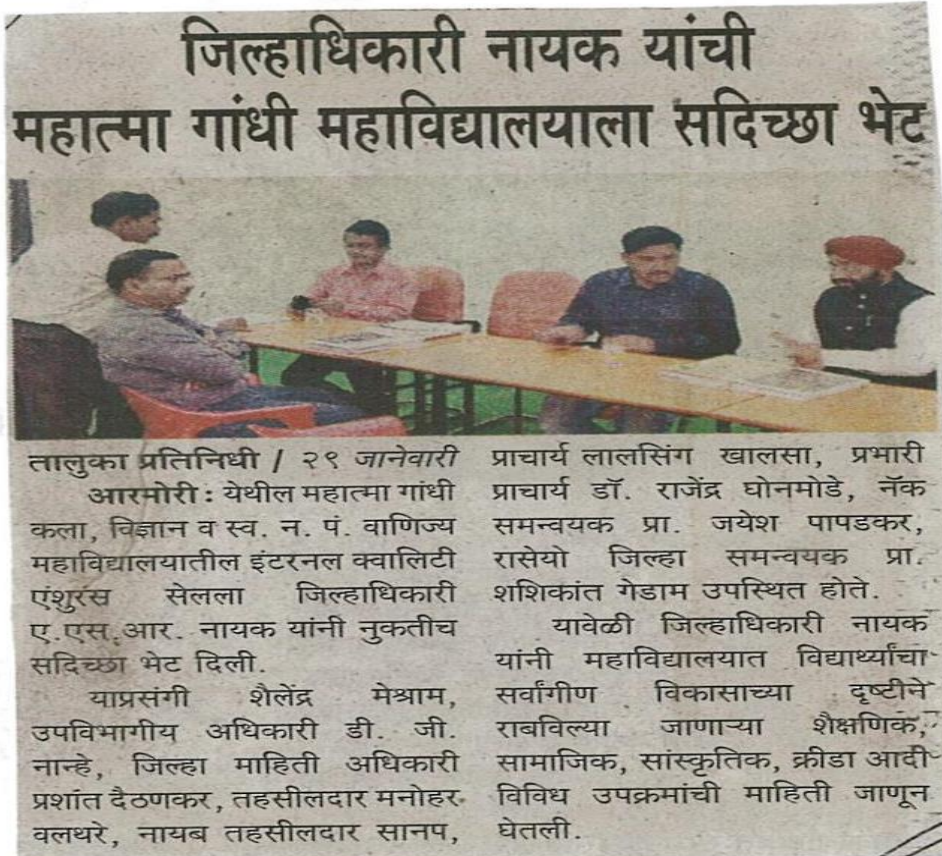 जिल्हाधिकारी नायक यांची
महात्मा गांधी महाविद्यालयाला सदिच्छा भेट
तालुका प्रतिनिधी / २९ जानेवारी
आरमोरी : येथील महात्मा गांधी
कला, विज्ञान व स्व. न. पं. वाणिज्य
महाविद्यालयातील इंटरनल क्वालिटी
एंशुरंस सेलला जिल्हाधिकारी
ए.एस.आर. नायक यांनी नुकतीच
सदिच्छा भेट दिली.
याप्रसंगी शैलेंद्र मेश्राम,
उपविभागीय अधिकारी डी. जी.
नान्हे, जिल्हा माहिती अधिकारी
प्रशांत दैठणकर, तहसीलदार मनोहर
वलथरे, नायब तहसीलदार सानप,
प्राचार्य लालसिंग खालसा, प्रभारी
प्राचार्य डॉ. राजेंद्र घोनमोडे, नॅक
समन्वयक प्रा. जयेश पापडकर,
रासेयो जिल्हा समन्वयक प्रा.
शशिकांत गेडाम उपस्थित होते.
यावेळी जिल्हाधिकारी नायक
यांनी महाविद्यालयात विद्यार्थ्यांचा
सर्वांगीण विकासाच्या दृष्टीने
राबविल्या जाणाऱ्या शैक्षणिक,
सामाजिक, सांस्कृतिक, क्रीडा आदी
विविध उपक्रमांची माहिती जाणून
घेतली.